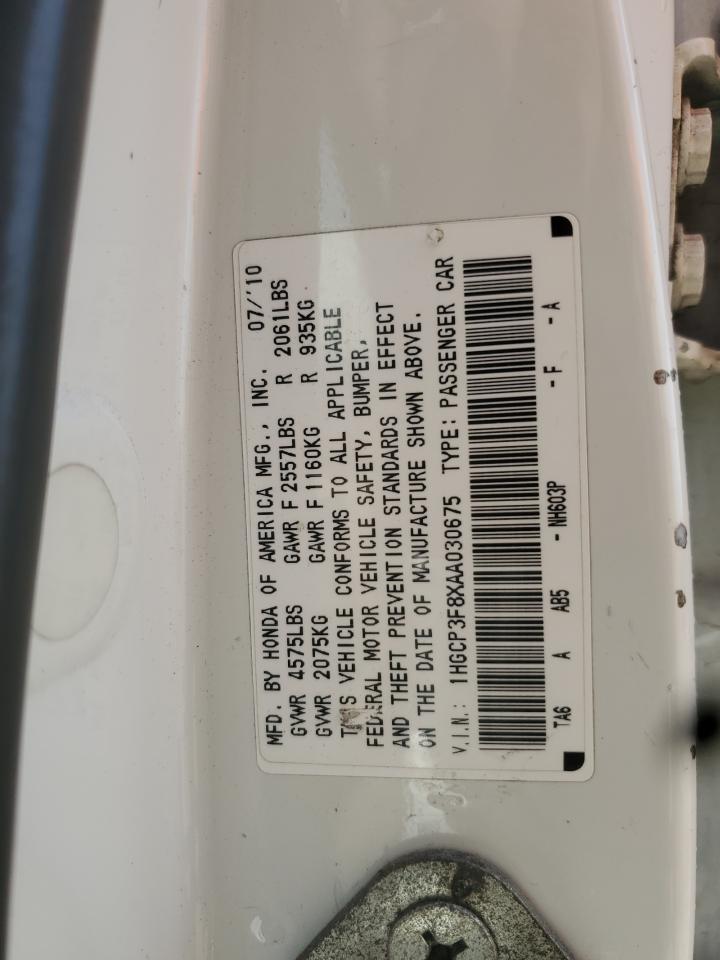 MFD. BY HONDA OF AMERICA MFG., INC. 07/'10
GVWR 4575LBS GAWR F 2557LBS R 2061LBS
GVWR 2075KG GAWR F 1160KG R 935KG
THIS VEHICLE CONFORMS TO ALL APPLICABLE
FEDERAL MOTOR VEHICLE SAFETY, BUMPER,
AND THEFT PREVENTION STANDARDS IN EFFECT
ON THE DATE OF MANUFACTURE SHOWN ABOVE.
V.I.N.: 1HGCP3F8XAA030675 TYPE: PASSENGER CAR
TA6 A AB5 - NH603P - F - A